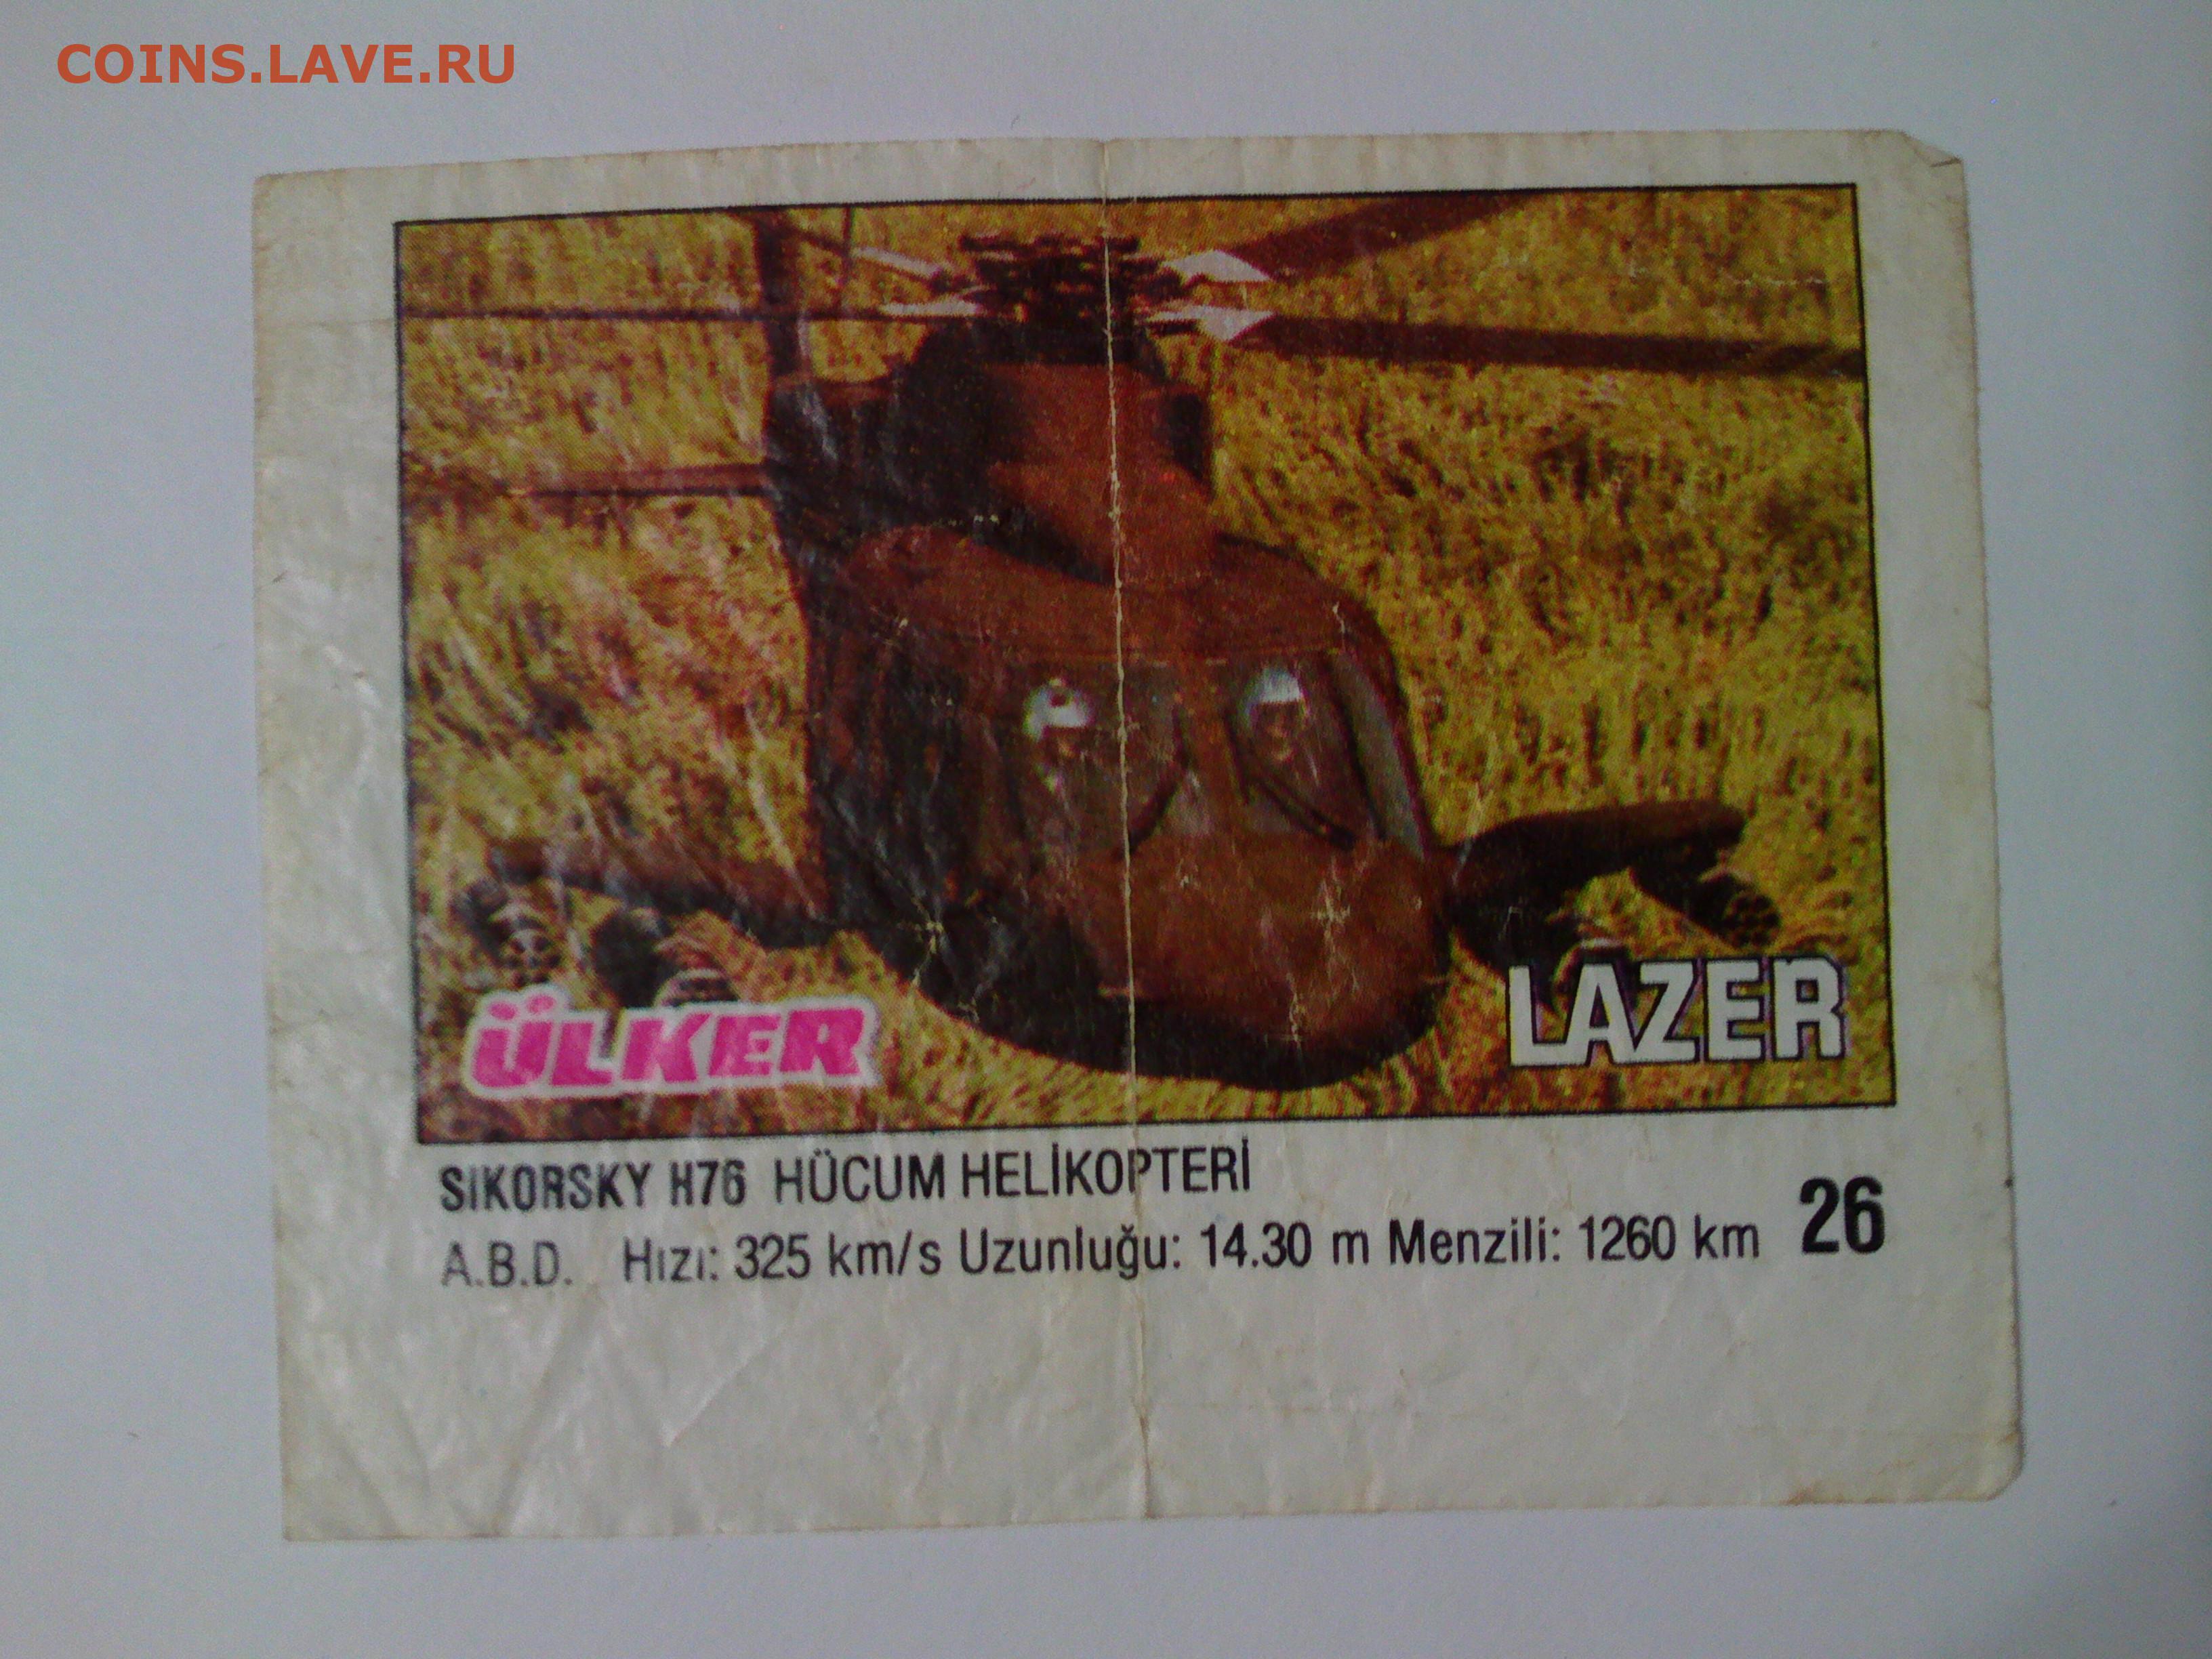 COINS.LAVE.RU
ÜLKER
LAZER
SIKORSKY H76 HÜCUM HELİKOPTERİ
A.B.D. Hızı: 325 km/s Uzunluğu: 14.30 m Menzili: 1260 km 26